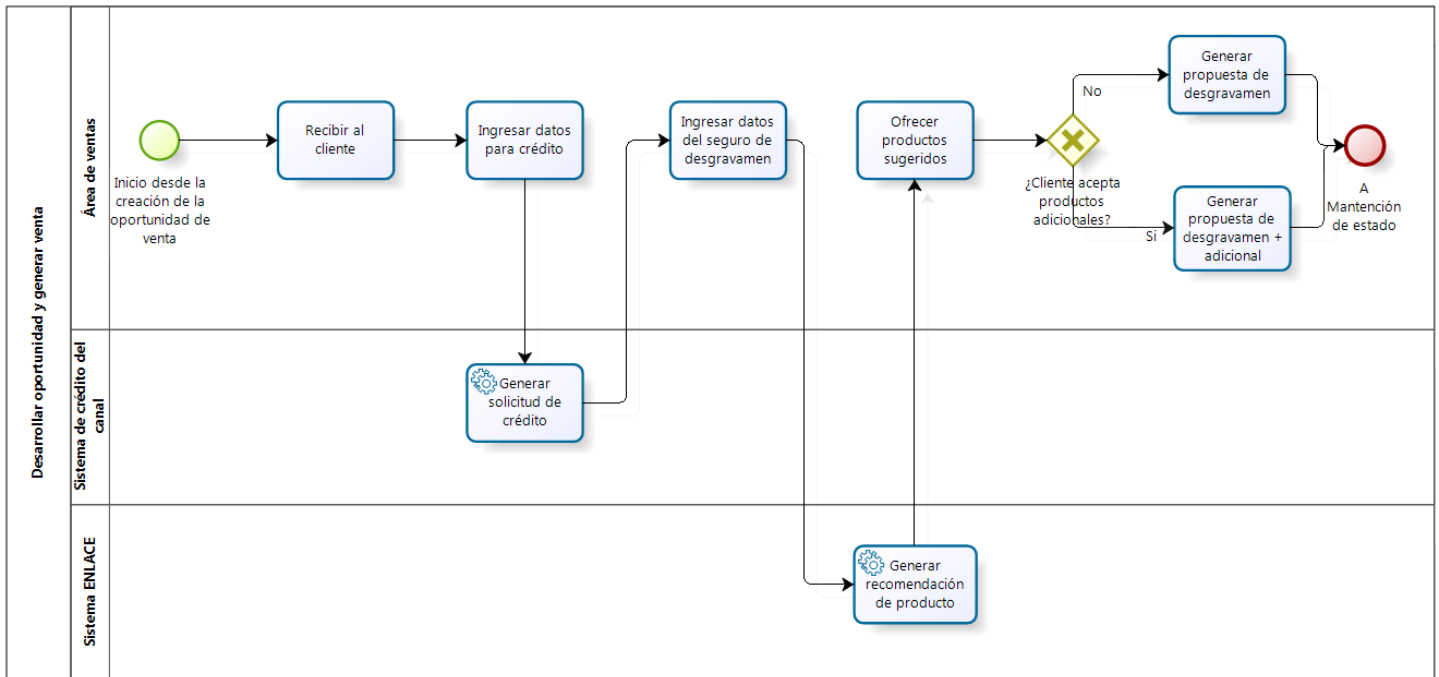 Desarrollar oportunidad y generar venta
Área de ventas
Inicio desde la
creación de la
oportunidad de
venta
Recibir al
cliente
Ingresar datos
para crédito
Ingresar datos
del seguro de
desgravamen
Ofrecer
productos
sugeridos
¿Cliente acepta
productos
adicionales?
No
Si
Generar
propuesta de
desgravamen
Generar
propuesta de
desgravamen +
adicional
A
Mantención
de estado
Sistema de crédito del
canal
Generar
solicitud de
crédito
Sistema ENLACE
Generar
recomendación
de producto